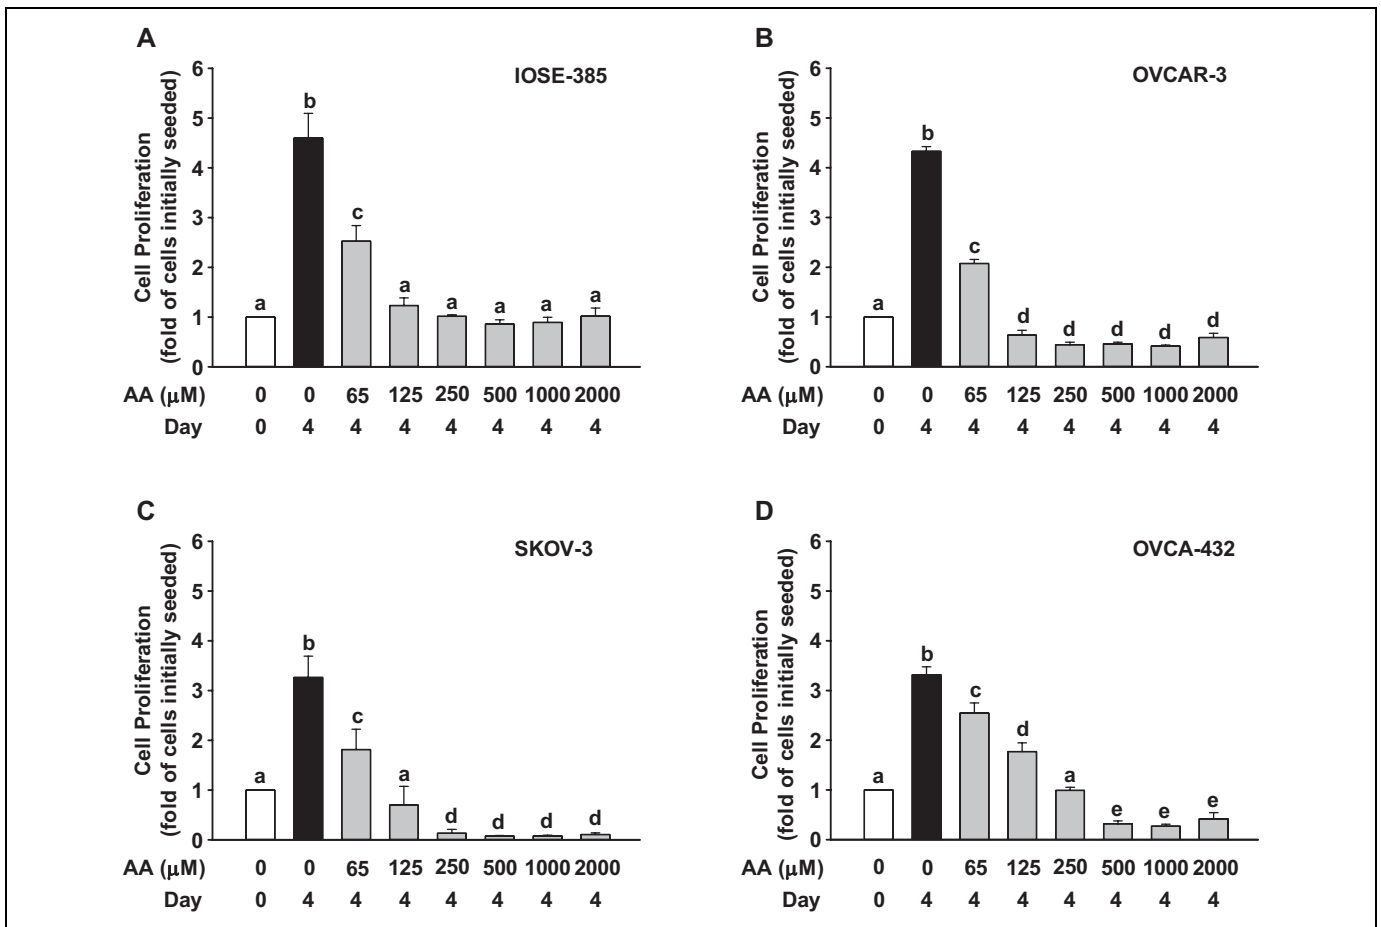 A
IOSE-385
Cell Proliferation
(fold of cells initially seeded)
6
5
4
3
2
1
0
a
b
c
a
a
a
a
a
AA (µM) 0 0 65 125 250 500 1000 2000
Day 0 4 4 4 4 4 4 4
B
OVCAR-3
Cell Proliferation
(fold of cells initially seeded)
6
5
4
3
2
1
0
a
b
c
d
d
d
d
d
AA (µM) 0 0 65 125 250 500 1000 2000
Day 0 4 4 4 4 4 4 4
C
SKOV-3
Cell Proliferation
(fold of cells initially seeded)
6
5
4
3
2
1
0
a
b
c
a
d
d
d
d
AA (µM) 0 0 65 125 250 500 1000 2000
Day 0 4 4 4 4 4 4 4
D
OVCA-432
Cell Proliferation
(fold of cells initially seeded)
6
5
4
3
2
1
0
a
b
c
d
a
e
e
e
AA (µM) 0 0 65 125 250 500 1000 2000
Day 0 4 4 4 4 4 4 4